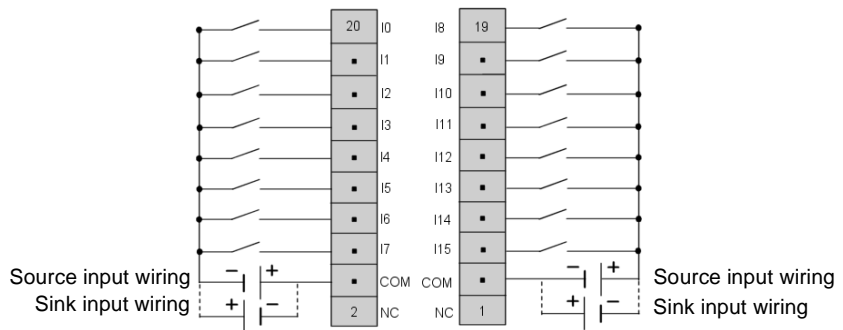 20 I0 I8 19
I1 I9
I2 I10
I3 I11
I4 I12
I5 I13
I6 I14
I7 I15
Source input wiring − + COM COM − + Source input wiring
Sink input wiring + − 2 NC NC 1 + − Sink input wiring